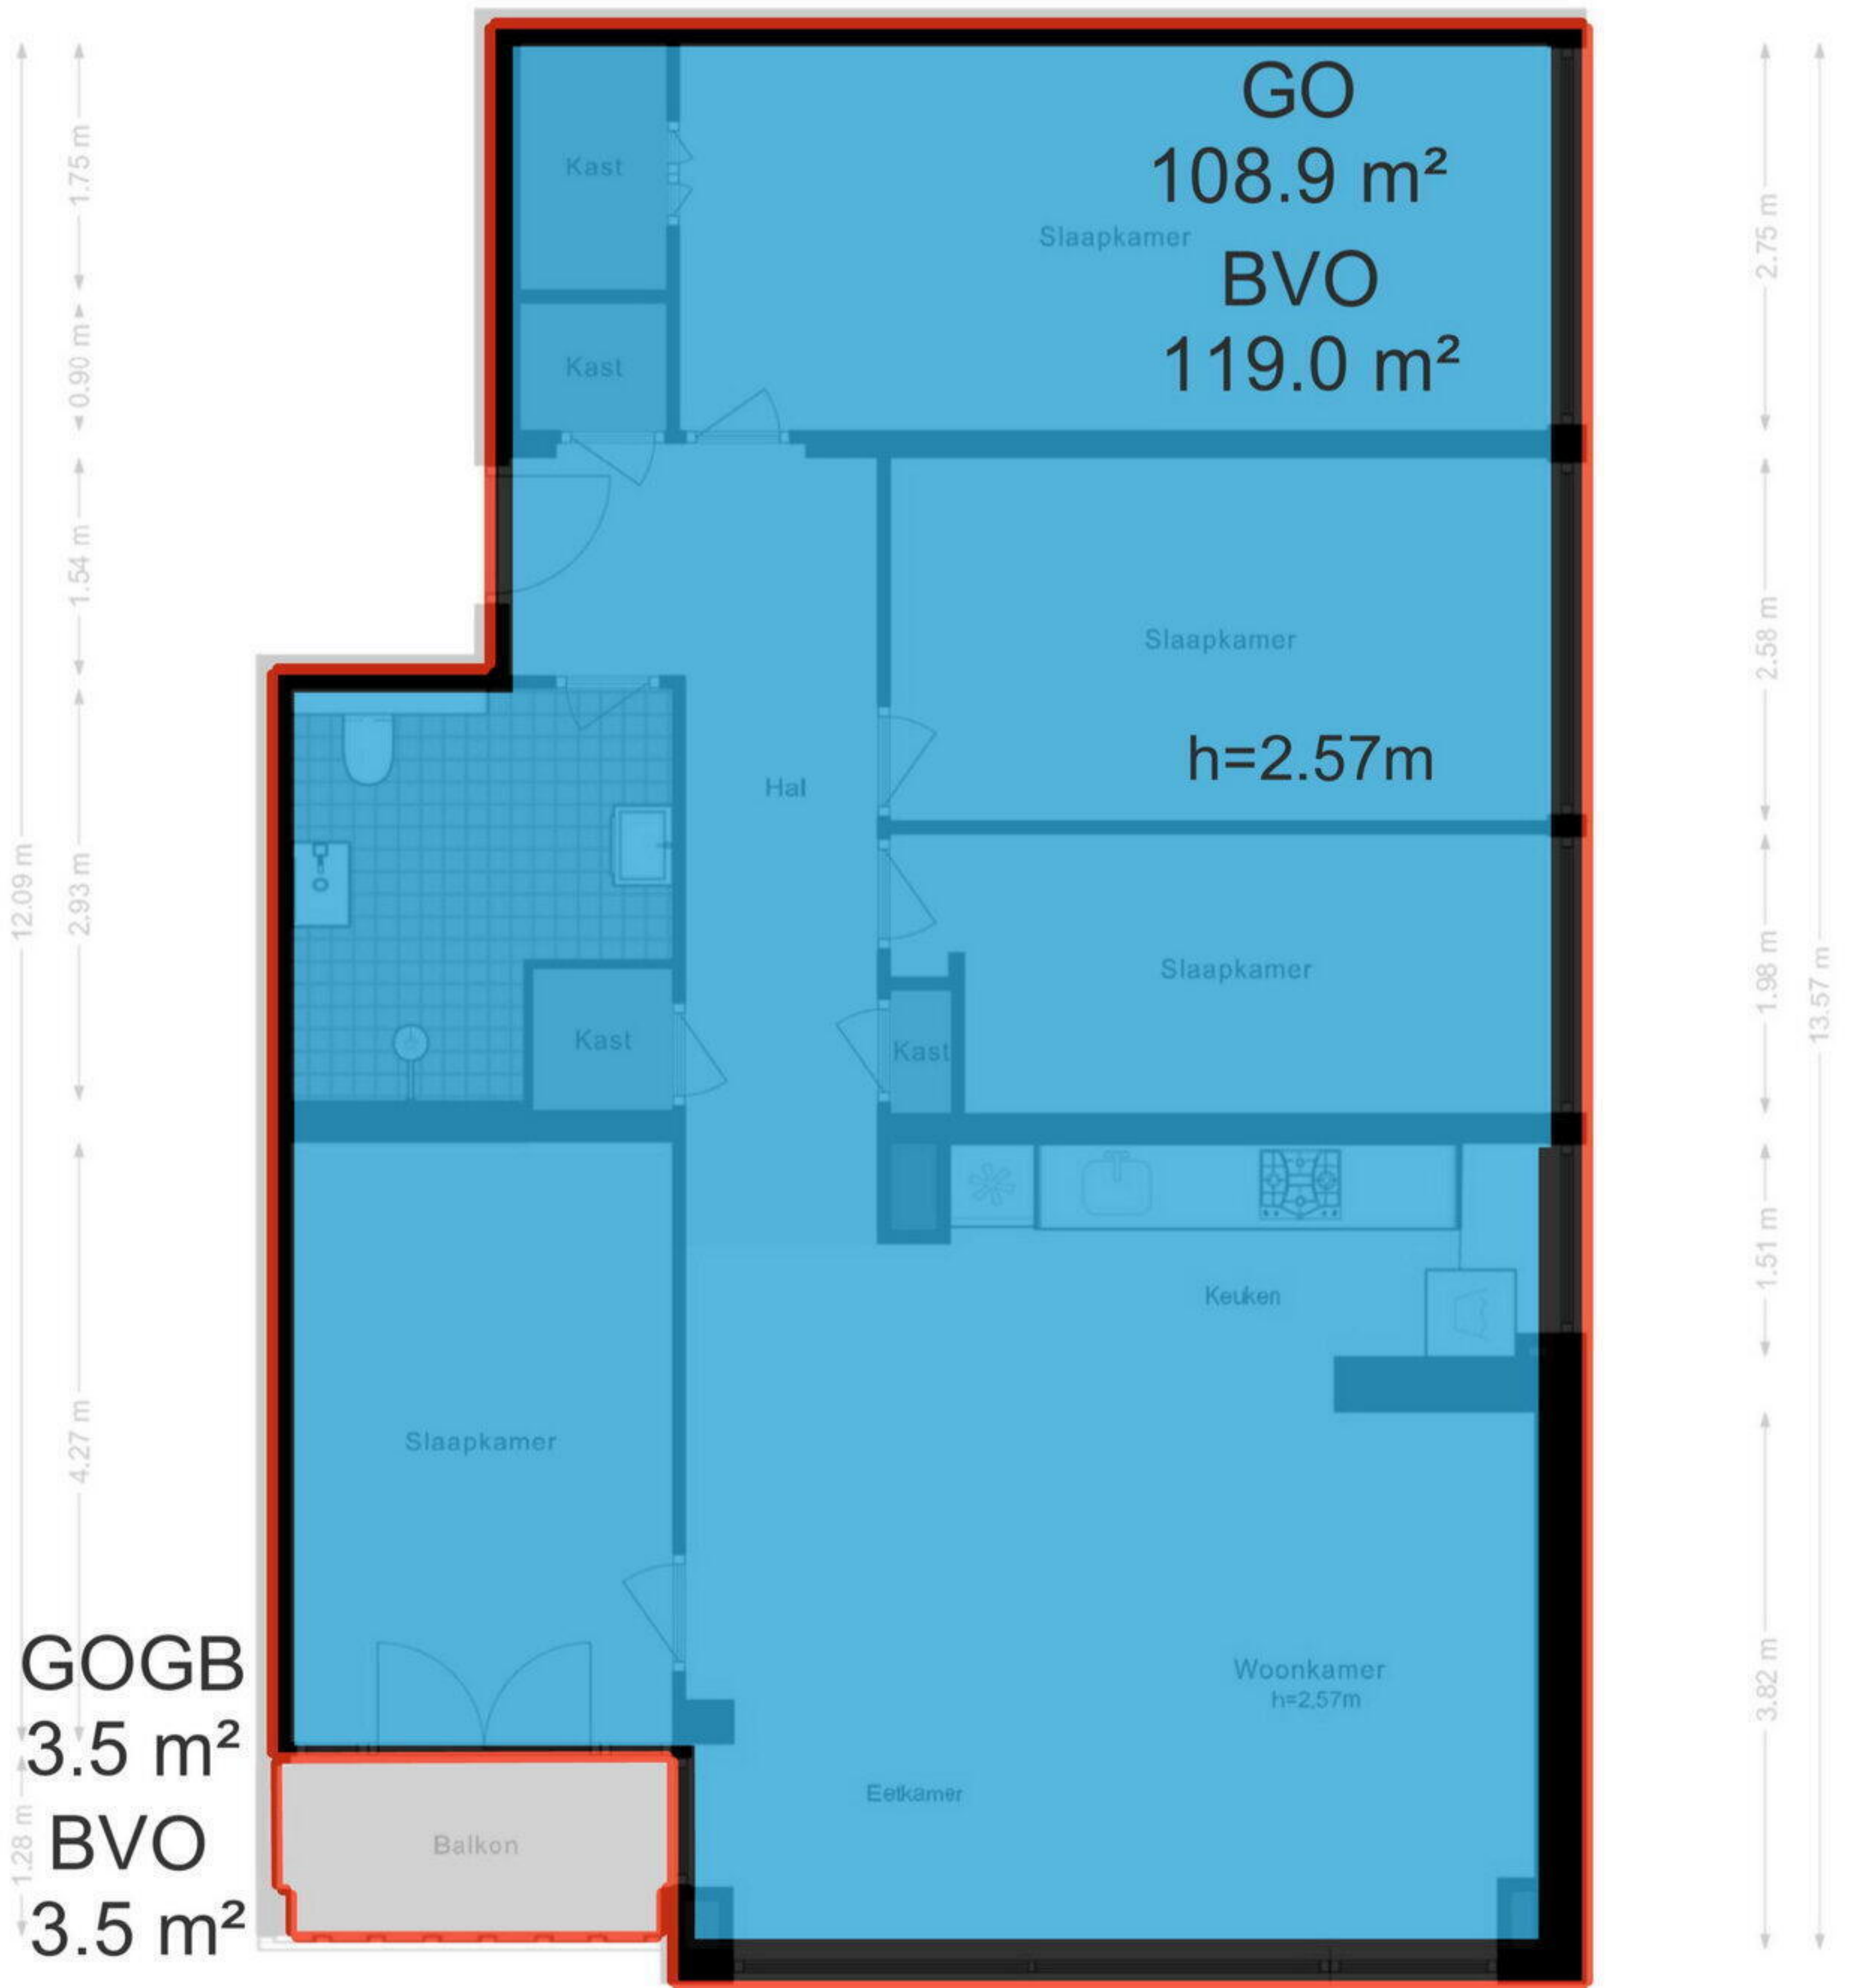 GO
108.9 m²
BVO
119.0 m²
Kast
Slaapkamer
Kast
1.75 m
0.90 m
1.54 m
2.93 m
4.27 m
12.09 m
1.28 m
2.75 m
2.58 m
1.98 m
1.51 m
3.82 m
13.57 m
Slaapkamer
h=2.57m
Hal
Slaapkamer
Kast
Kast
Keuken
Slaapkamer
Woonkamer
h=2,57m
Eetkamer
Balkon
GOGB
3.5 m²
BVO
3.5 m²